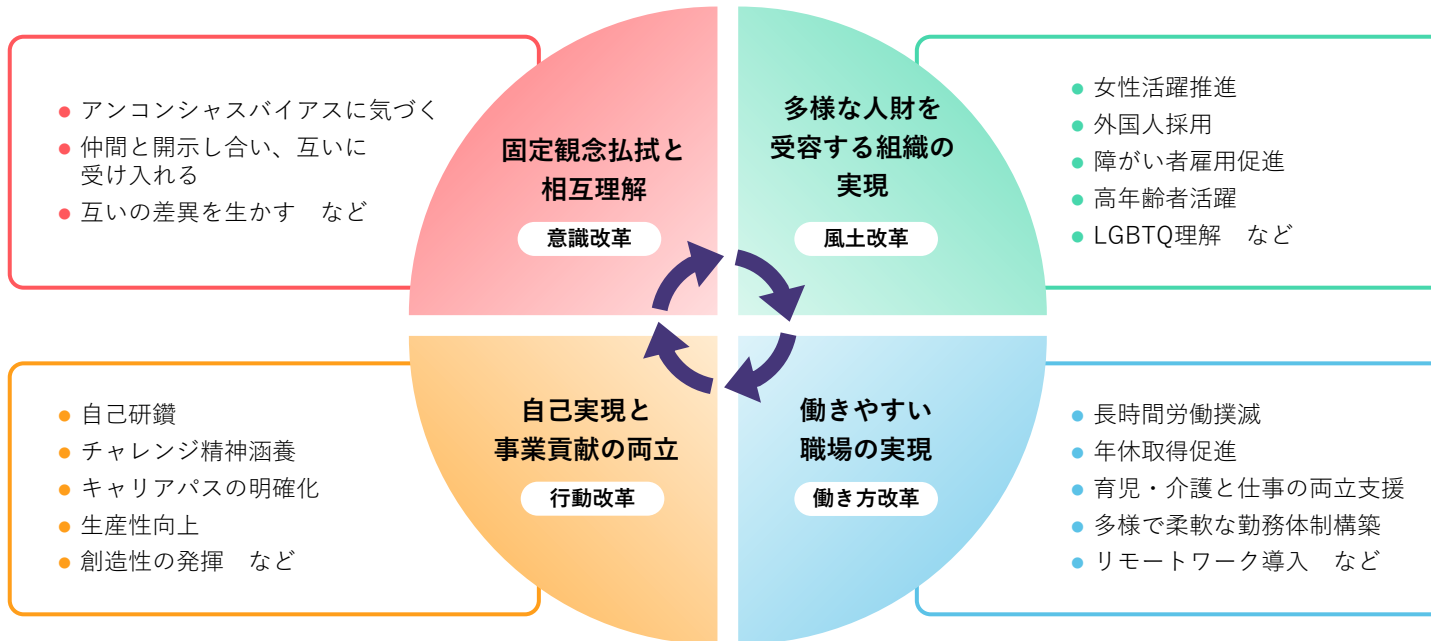 アンコンシャスバイアスに気づく
仲間と開示し合い、互いに
受け入れる
互いの差異を生かす　など
固定観念払拭と
相互理解
意識改革
多様な人財を
受容する組織の
実現
風土改革
女性活躍推進
外国人採用
障がい者雇用促進
高年齢者活躍
LGBTQ理解　など
自己研鑽
チャレンジ精神涵養
キャリアパスの明確化
生産性向上
創造性の発揮　など
自己実現と
事業貢献の両立
行動改革
働きやすい
職場の実現
働き方改革
長時間労働撲滅
年休取得促進
育児・介護と仕事の両立支援
多様で柔軟な勤務体制構築
リモートワーク導入　など